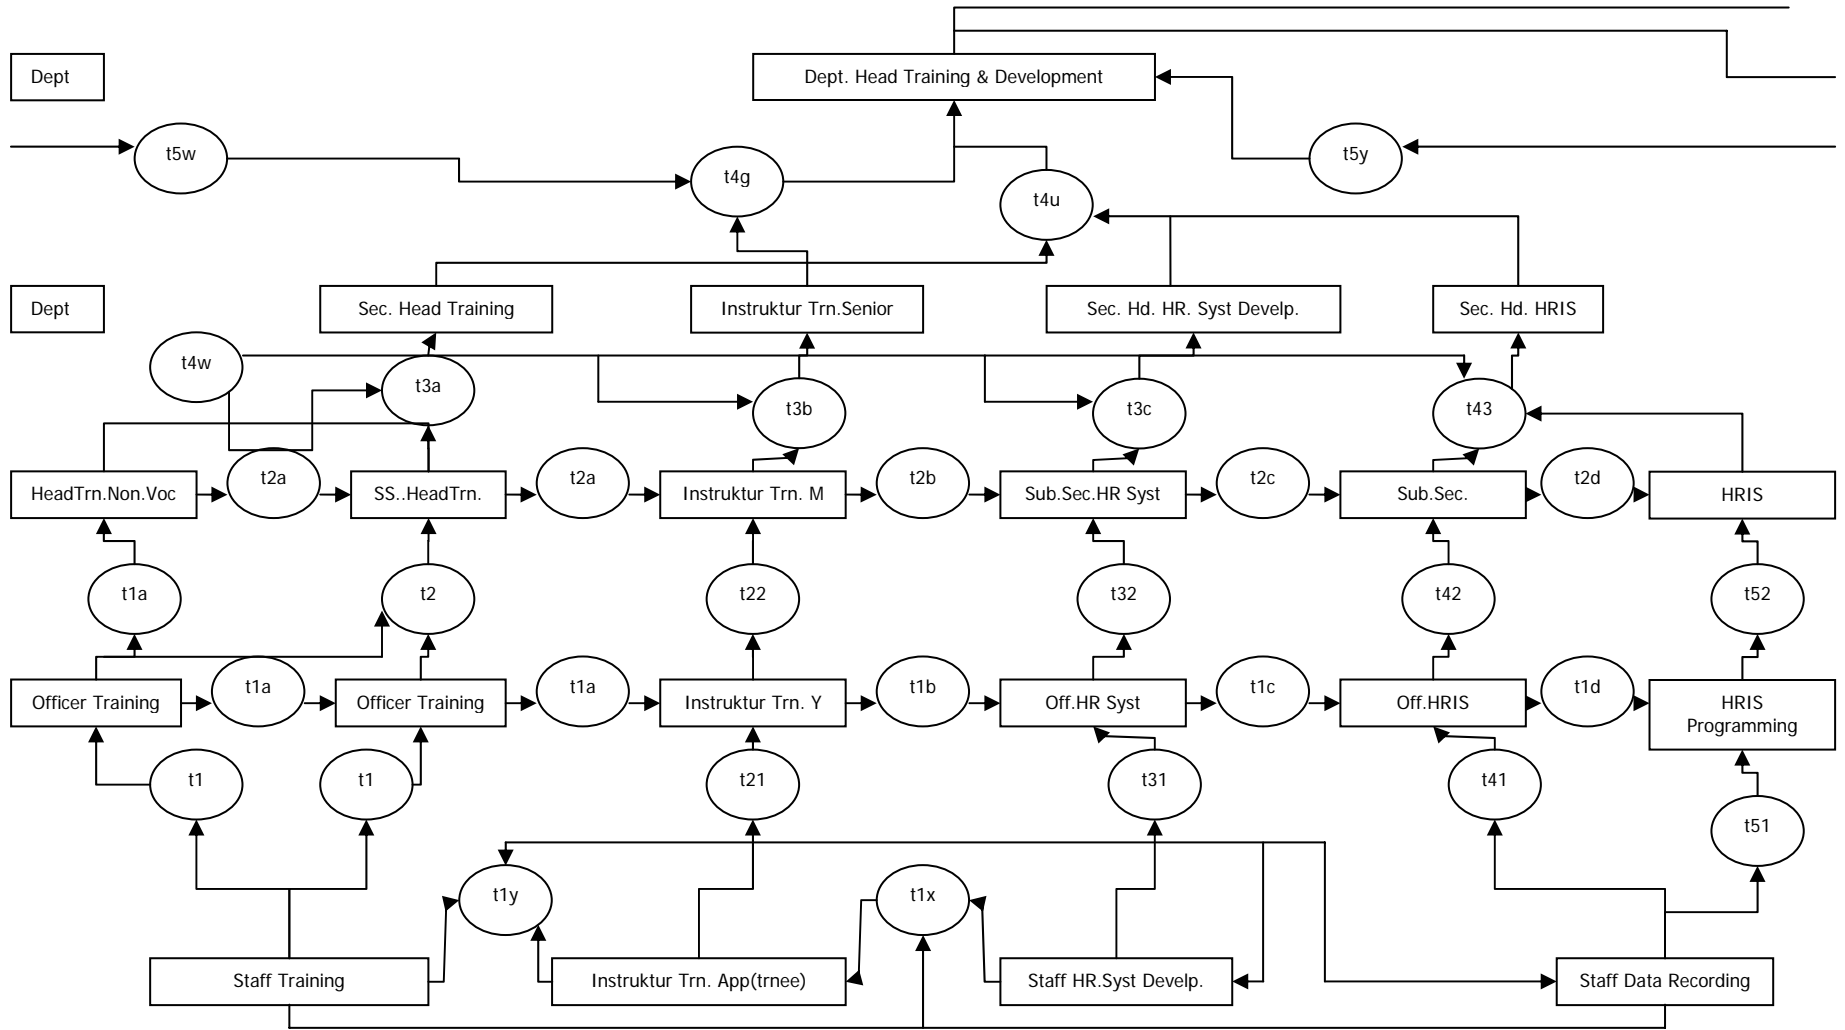 Dept
Dept. Head Training & Development
t5w
t4g
t5y
t4u
Dept
Sec. Head Training
Instruktur Trn.Senior
Sec. Hd. HR. Syst Develp.
Sec. Hd. HRIS
t4w
t3a
t3b
t3c
t43
t2a
t2a
t2b
t2c
t2d
HeadTrn.Non.Voc
SS..HeadTrn.
Instruktur Trn. M
Sub.Sec.HR Syst
Sub.Sec.
HRIS
t1a
t2
t22
t32
t42
t52
t1a
t1a
t1b
t1c
t1d
Officer Training
Officer Training
Instruktur Trn. Y
Off.HR Syst
Off.HRIS
HRIS
Programming
t1
t1
t21
t31
t41
t51
t1y
t1x
Staff Training
Instruktur Trn. App(trnee)
Staff HR.Syst Develp.
Staff Data Recording